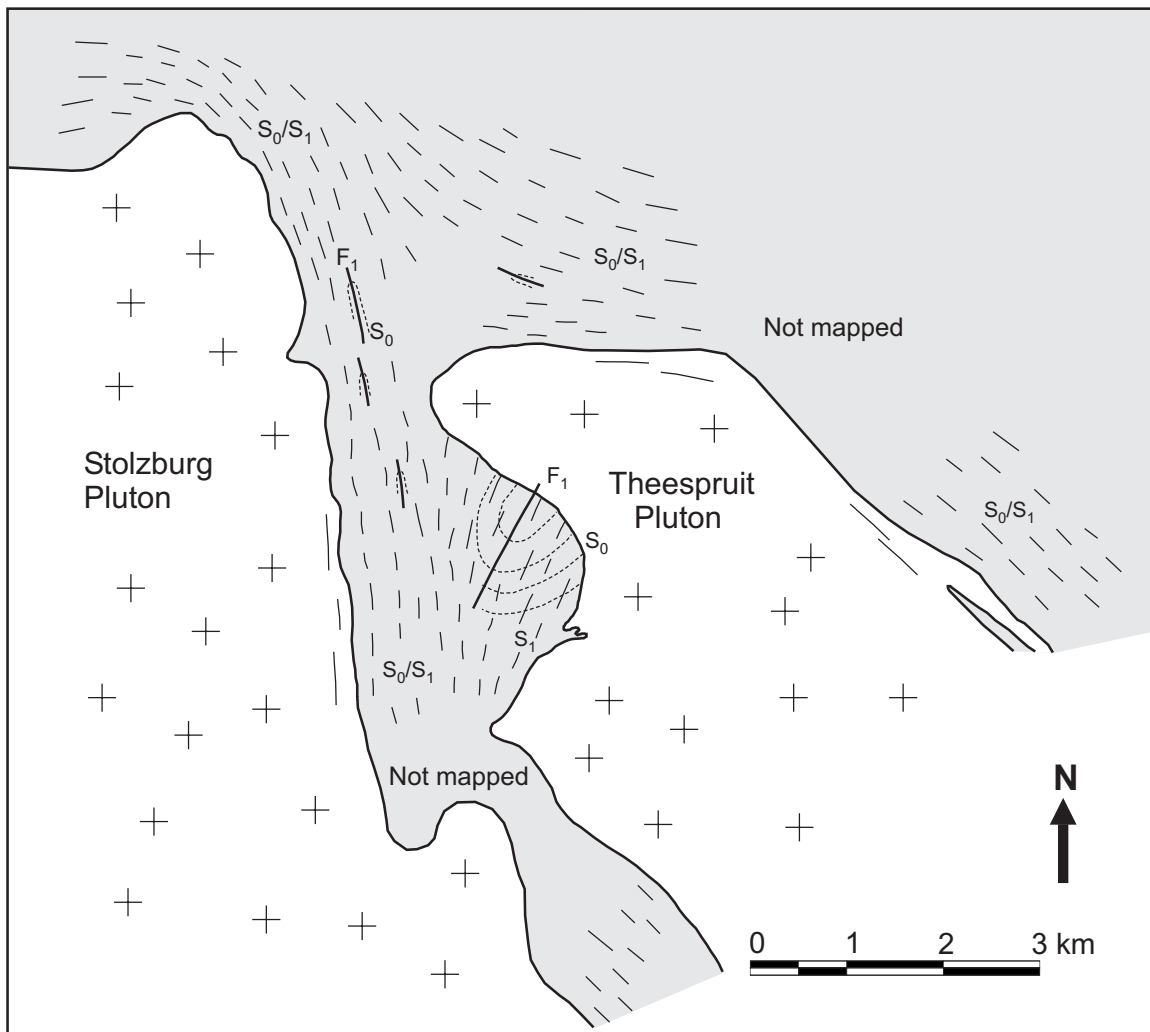 S₀/S₁
F₁
S₀/S₁
S₀
Not mapped
Stolzburg
Pluton
F₁
Theespruit
Pluton
S₀/S₁
S₀
S₁
S₀/S₁
Not mapped
N
0 1 2 3 km